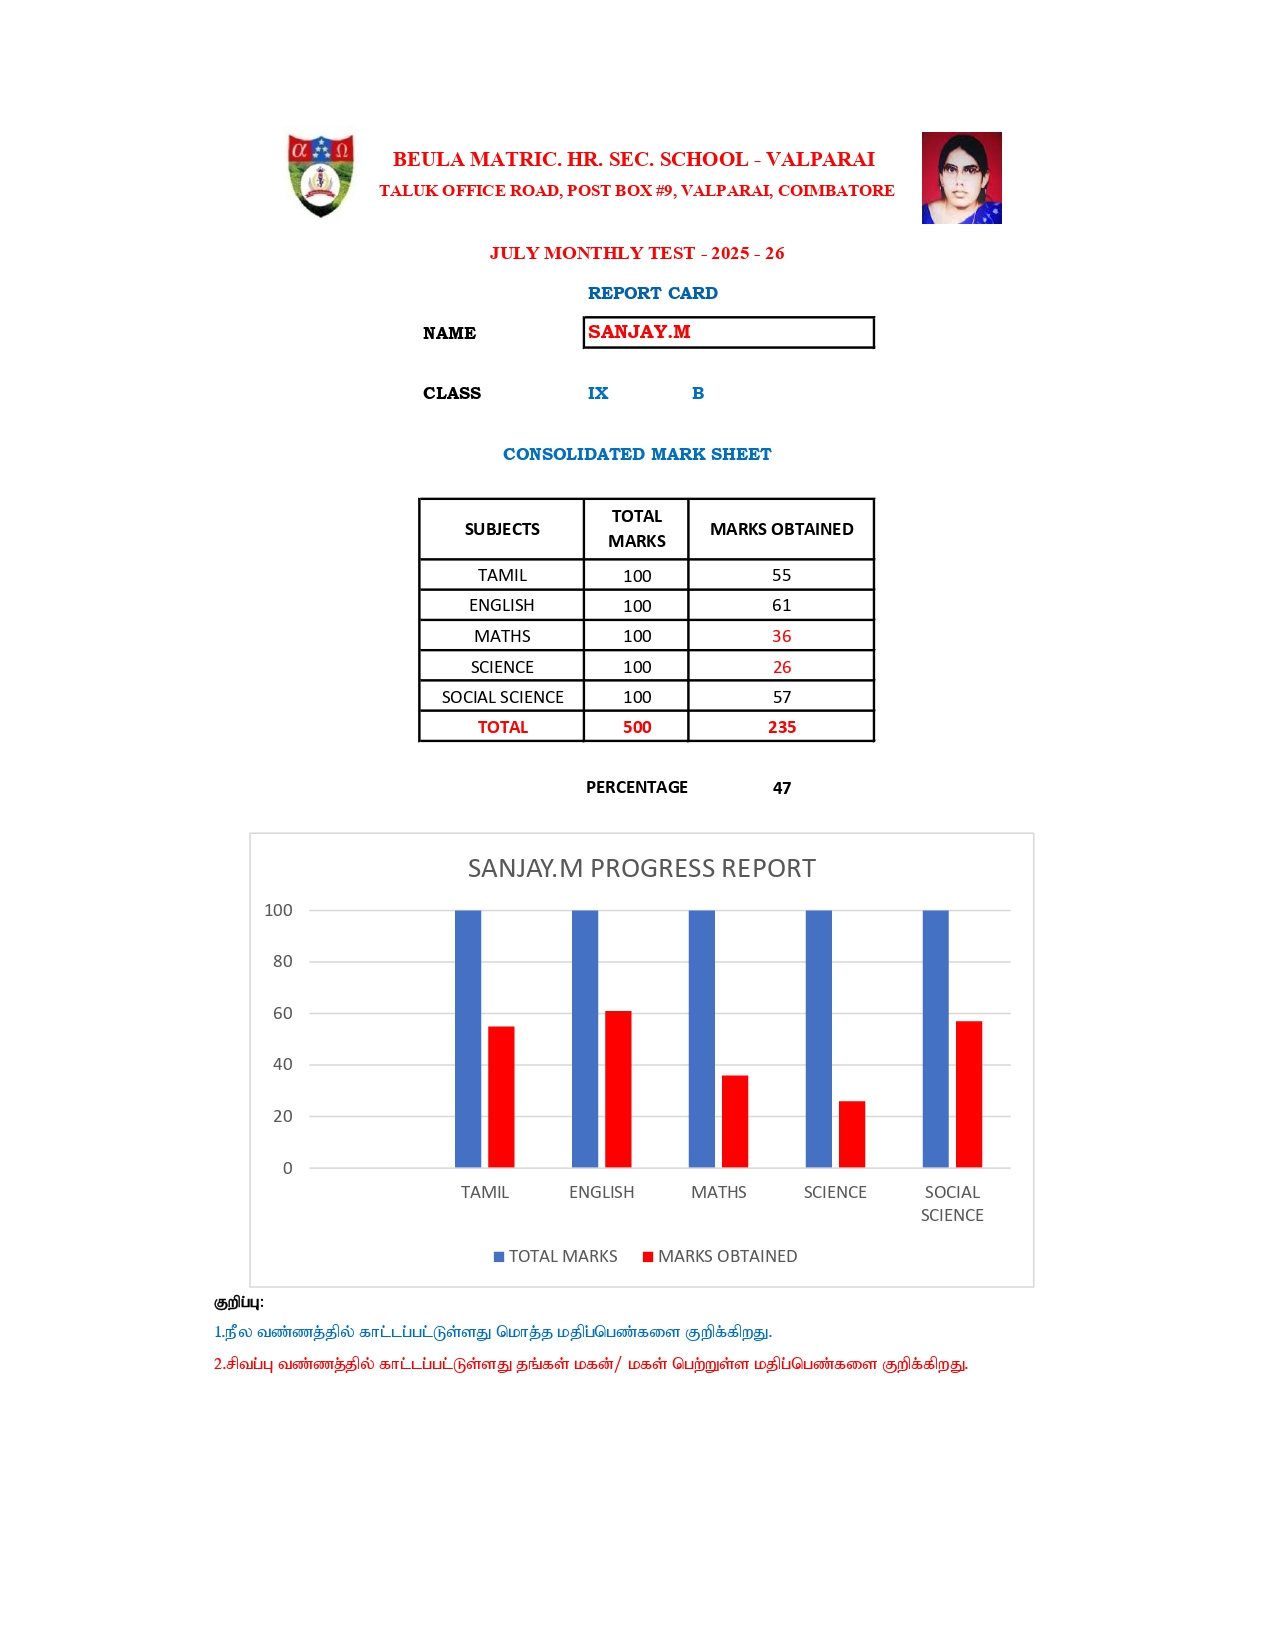 α Ω
BEULA MATRIC. HR. SEC. SCHOOL - VALPARAI
TALUK OFFICE ROAD, POST BOX #9, VALPARAI, COIMBATORE
JULY MONTHLY TEST - 2025 - 26
REPORT CARD
NAME SANJAY.M
CLASS IX B
CONSOLIDATED MARK SHEET
SUBJECTS TOTAL MARKS MARKS OBTAINED
TAMIL 100 55
ENGLISH 100 61
MATHS 100 36
SCIENCE 100 26
SOCIAL SCIENCE 100 57
TOTAL 500 235
PERCENTAGE 47
SANJAY.M PROGRESS REPORT
100
80
60
40
20
0
TAMIL ENGLISH MATHS SCIENCE SOCIAL SCIENCE
TOTAL MARKS MARKS OBTAINED
குறிப்பு:
1.நீல வண்ணத்தில் காட்டப்பட்டுள்ளது மொத்த மதிப்பெண்களை குறிக்கிறது.
2.சிவப்பு வண்ணத்தில் காட்டப்பட்டுள்ளது தங்கள் மகன்/ மகள் பெற்றுள்ள மதிப்பெண்களை குறிக்கிறது.